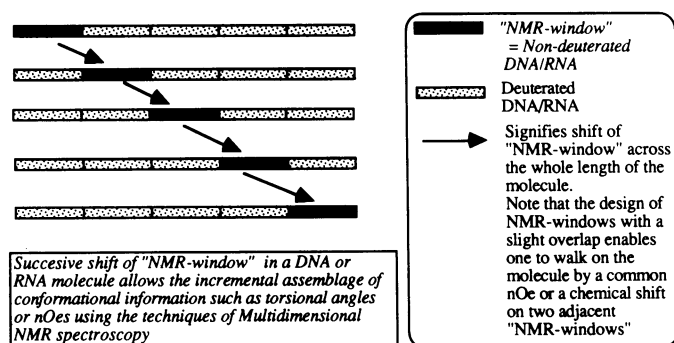 "NMR-window"
= Non-deuterated
DNA/RNA
Deuterated
DNA/RNA
Signifies shift of
"NMR-window" across
the whole length of the
molecule.
Note that the design of
NMR-windows with a
slight overlap enables
one to walk on the
molecule by a common
nOe or a chemical shift
on two adjacent
"NMR-windows"
Succesive shift of "NMR-window" in a DNA or
RNA molecule allows the incremental assemblage of
conformational information such as torsional angles
or nOes using the techniques of Multidimensional
NMR spectroscopy